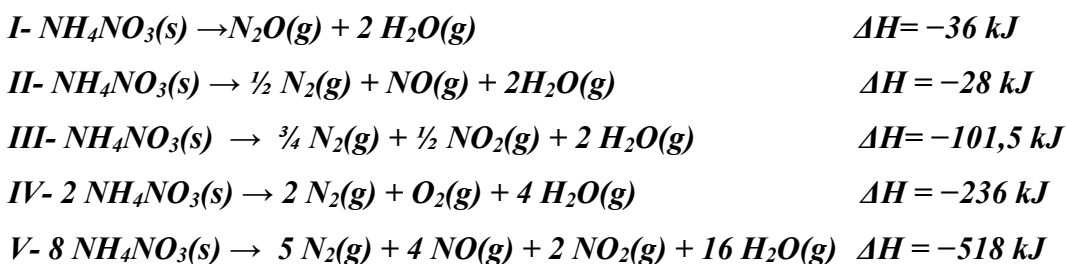 I- NH₄NO₃(s) →N₂O(g) + 2 H₂O(g) ΔH= −36 kJ
II- NH₄NO₃(s) → ½ N₂(g) + NO(g) + 2H₂O(g) ΔH = −28 kJ
III- NH₄NO₃(s) → ¾ N₂(g) + ½ NO₂(g) + 2 H₂O(g) ΔH= −101,5 kJ
IV- 2 NH₄NO₃(s) → 2 N₂(g) + O₂(g) + 4 H₂O(g) ΔH = −236 kJ
V- 8 NH₄NO₃(s) → 5 N₂(g) + 4 NO(g) + 2 NO₂(g) + 16 H₂O(g) ΔH = −518 kJ